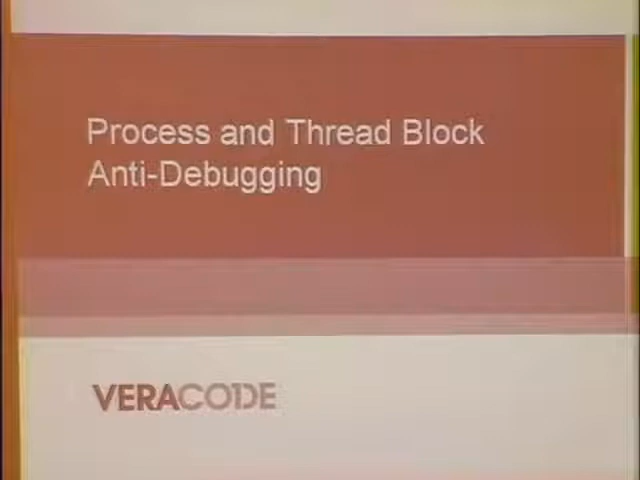 Process and Thread Block
Anti-Debugging
VERACODE